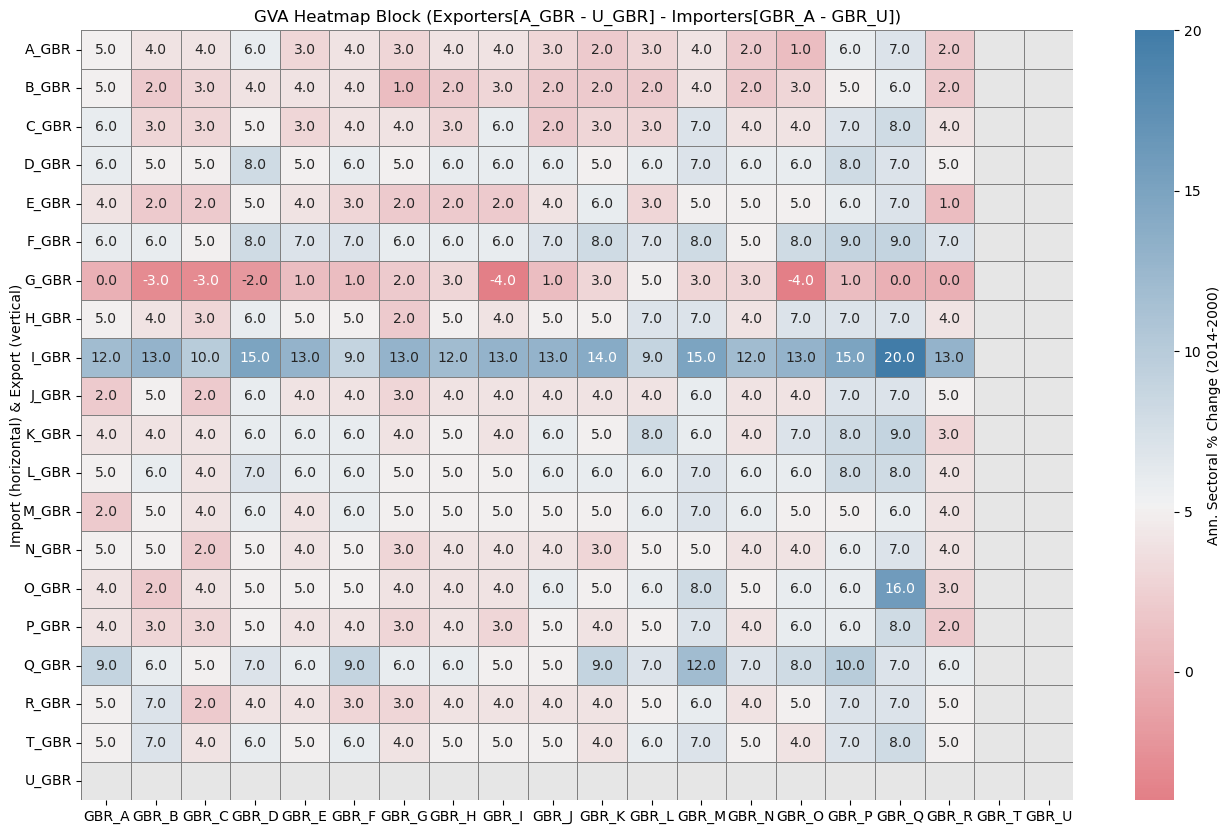 GVA Heatmap Block (Exporters[A_GBR - U_GBR] - Importers[GBR_A - GBR_U])
A_GBR 5.0 4.0 4.0 6.0 3.0 4.0 3.0 4.0 4.0 3.0 2.0 3.0 4.0 2.0 1.0 6.0 7.0 2.0
B_GBR 5.0 2.0 3.0 4.0 4.0 4.0 1.0 2.0 3.0 2.0 2.0 2.0 4.0 2.0 3.0 5.0 6.0 2.0
C_GBR 6.0 3.0 3.0 5.0 3.0 4.0 4.0 3.0 6.0 2.0 3.0 3.0 7.0 4.0 4.0 7.0 8.0 4.0
D_GBR 6.0 5.0 5.0 8.0 5.0 6.0 5.0 6.0 6.0 6.0 5.0 6.0 7.0 6.0 6.0 8.0 7.0 5.0
E_GBR 4.0 2.0 2.0 5.0 4.0 3.0 2.0 2.0 2.0 4.0 6.0 3.0 5.0 5.0 5.0 6.0 7.0 1.0
F_GBR 6.0 6.0 5.0 8.0 7.0 7.0 6.0 6.0 6.0 7.0 8.0 7.0 8.0 5.0 8.0 9.0 9.0 7.0
G_GBR 0.0 -3.0 -3.0 -2.0 1.0 1.0 2.0 3.0 -4.0 1.0 3.0 5.0 3.0 3.0 -4.0 1.0 0.0 0.0
H_GBR 5.0 4.0 3.0 6.0 5.0 5.0 2.0 5.0 4.0 5.0 5.0 7.0 7.0 4.0 7.0 7.0 7.0 4.0
I_GBR 12.0 13.0 10.0 15.0 13.0 9.0 13.0 12.0 13.0 13.0 14.0 9.0 15.0 12.0 13.0 15.0 20.0 13.0
J_GBR 2.0 5.0 2.0 6.0 4.0 4.0 3.0 4.0 4.0 4.0 4.0 4.0 6.0 4.0 4.0 7.0 7.0 5.0
K_GBR 4.0 4.0 4.0 6.0 6.0 6.0 4.0 5.0 4.0 6.0 5.0 8.0 6.0 4.0 7.0 8.0 9.0 3.0
L_GBR 5.0 6.0 4.0 7.0 6.0 6.0 5.0 5.0 5.0 6.0 6.0 6.0 7.0 6.0 6.0 8.0 8.0 4.0
M_GBR 2.0 5.0 4.0 6.0 4.0 6.0 5.0 5.0 5.0 5.0 5.0 6.0 7.0 6.0 5.0 5.0 6.0 4.0
N_GBR 5.0 5.0 2.0 5.0 4.0 5.0 3.0 4.0 4.0 4.0 3.0 5.0 5.0 4.0 4.0 6.0 7.0 4.0
O_GBR 4.0 2.0 4.0 5.0 5.0 5.0 4.0 4.0 4.0 6.0 5.0 6.0 8.0 5.0 6.0 6.0 16.0 3.0
P_GBR 4.0 3.0 3.0 5.0 4.0 4.0 3.0 4.0 3.0 5.0 4.0 5.0 7.0 4.0 6.0 6.0 8.0 2.0
Q_GBR 9.0 6.0 5.0 7.0 6.0 9.0 6.0 6.0 5.0 5.0 9.0 7.0 12.0 7.0 8.0 10.0 7.0 6.0
R_GBR 5.0 7.0 2.0 4.0 4.0 3.0 3.0 4.0 4.0 4.0 4.0 5.0 6.0 4.0 5.0 7.0 7.0 5.0
T_GBR 5.0 7.0 4.0 6.0 5.0 6.0 4.0 5.0 5.0 5.0 4.0 6.0 7.0 5.0 4.0 7.0 8.0 5.0
U_GBR
GBR_A GBR_B GBR_C GBR_D GBR_E GBR_F GBR_G GBR_H GBR_I GBR_J GBR_K GBR_L GBR_M GBR_N GBR_O GBR_P GBR_Q GBR_R GBR_T GBR_U
Import (horizontal) & Export (vertical)
20
15
10
5
0
Ann. Sectoral % Change (2014-2000)